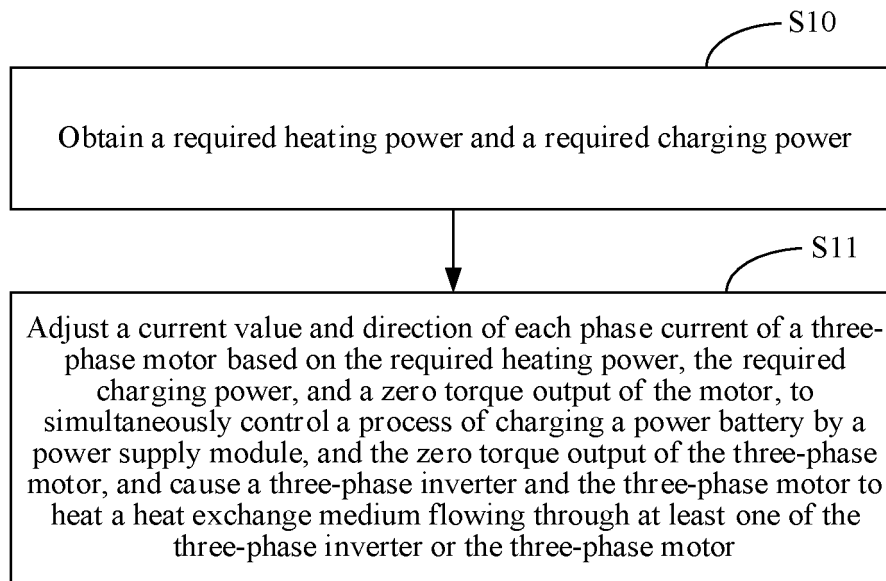 S10
Obtain a required heating power and a required charging power
S11
Adjust a current value and direction of each phase current of a three-
phase motor based on the required heating power, the required
charging power, and a zero torque output of the motor, to
simultaneously control a process of charging a power battery by a
power supply module, and the zero torque output of the three-phase
motor, and cause a three-phase inverter and the three-phase motor to
heat a heat exchange medium flowing through at least one of the
three-phase inverter or the three-phase motor